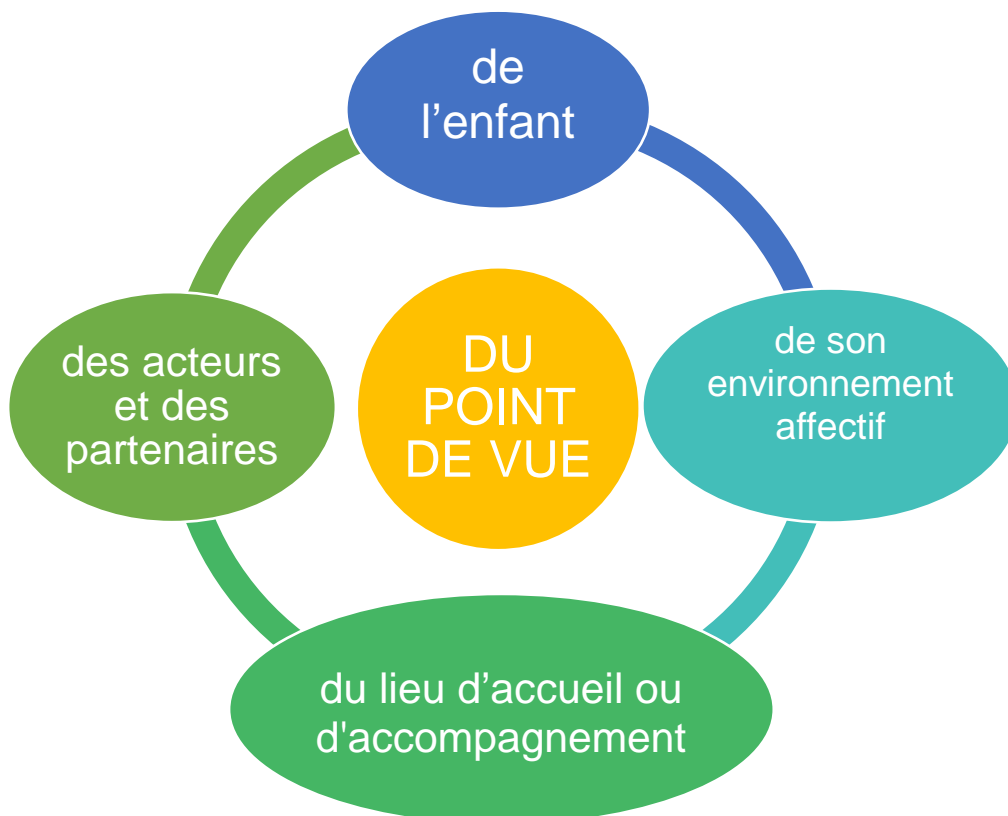 de
l’enfant
DU
POINT
DE VUE
de son
environnement
affectif
du lieu d’accueil ou
d'accompagnement
des acteurs
et des
partenaires